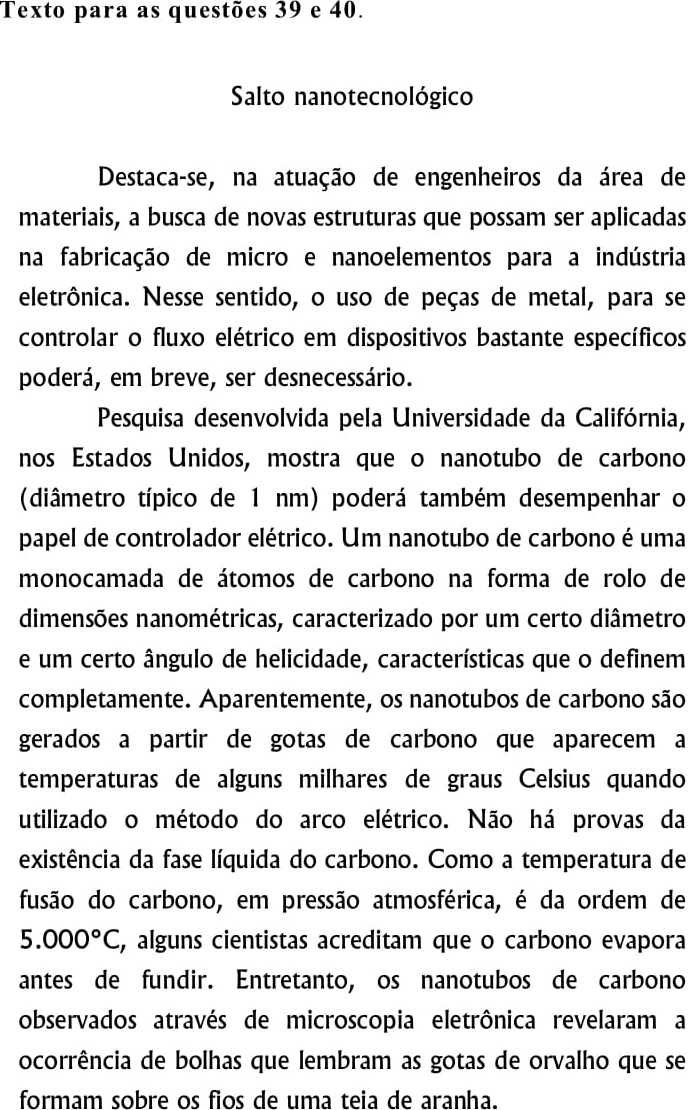 Texto para as questões 39 e 40.
Salto nanotecnológico
Destaca-se, na atuação de engenheiros da área de
materiais, a busca de novas estruturas que possam ser aplicadas
na fabricação de micro e nanoelementos para a indústria
eletrônica. Nesse sentido, o uso de peças de metal, para se
controlar o fluxo elétrico em dispositivos bastante específicos
poderá, em breve, ser desnecessário.
Pesquisa desenvolvida pela Universidade da Califórnia,
nos Estados Unidos, mostra que o nanotubo de carbono
(diâmetro típico de 1 nm) poderá também desempenhar o
papel de controlador elétrico. Um nanotubo de carbono é uma
monocamada de átomos de carbono na forma de rolo de
dimensões nanométricas, caracterizado por um certo diâmetro
e um certo ângulo de helicidade, características que o definem
completamente. Aparentemente, os nanotubos de carbono são
gerados a partir de gotas de carbono que aparecem a
temperaturas de alguns milhares de graus Celsius quando
utilizado o método do arco elétrico. Não há provas da
existência da fase líquida do carbono. Como a temperatura de
fusão do carbono, em pressão atmosférica, é da ordem de
5.000°C, alguns cientistas acreditam que o carbono evapora
antes de fundir. Entretanto, os nanotubos de carbono
observados através de microscopia eletrônica revelaram a
ocorrência de bolhas que lembram as gotas de orvalho que se
formam sobre os fios de uma teia de aranha.